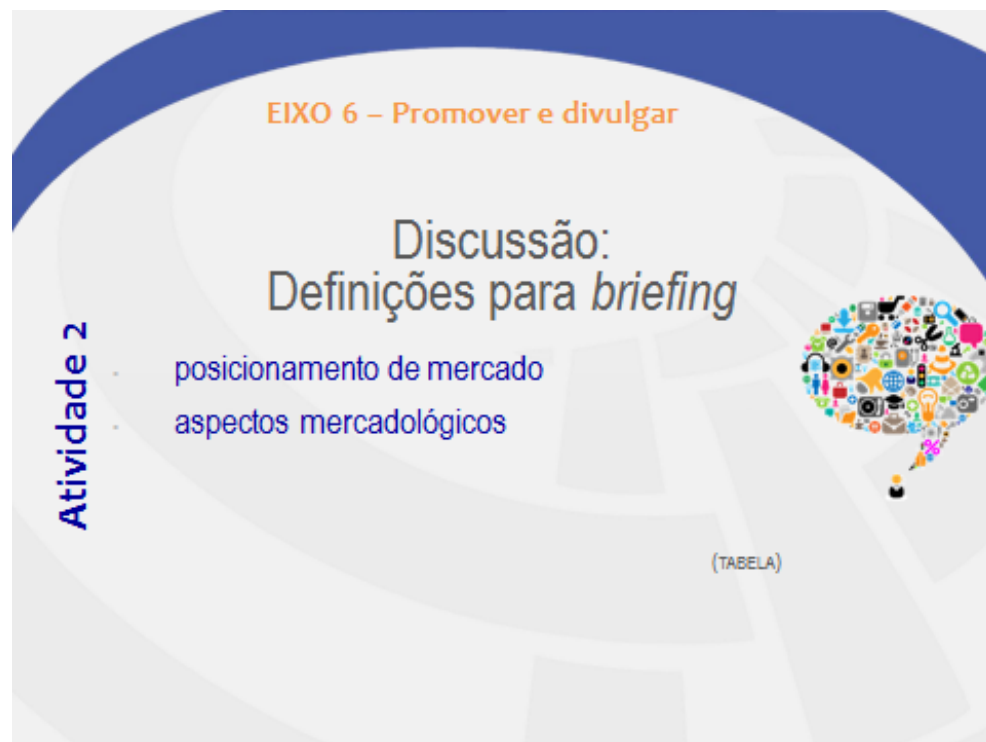 EIXO 6 – Promover e divulgar
Discussão:
Definições para briefing
Atividade 2
posicionamento de mercado
aspectos mercadológicos
(TABELA)